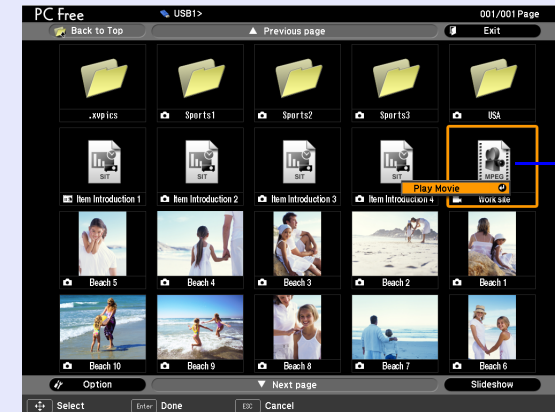 PC Free USB1> 001/001 Page
Back to Top Previous page Exit
.xvpics Sports1 Sports2 Sports3 USA
SIT SIT SIT SIT MPEG
Play Movie
Item Introduction 1 Item Introduction 2 Item Introduction 3 Item Introduction 4 Work site
Beach 5 Beach 4 Beach 3 Beach 2 Beach 1
Beach 10 Beach 9 Beach 8 Beach 7 Beach 6
Option Next page Slideshow
Select Enter Done ESC Cancel